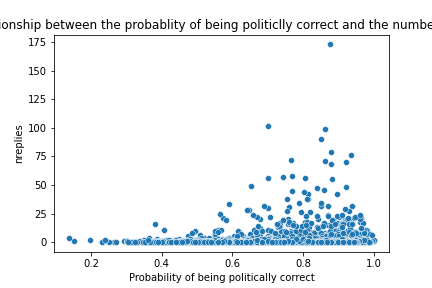 ionship between the probablity of being politiclly correct and the numbe
175
150
125
100
75
50
25
0
nreplies
0.2 0.4 0.6 0.8 1.0
Probability of being politically correct